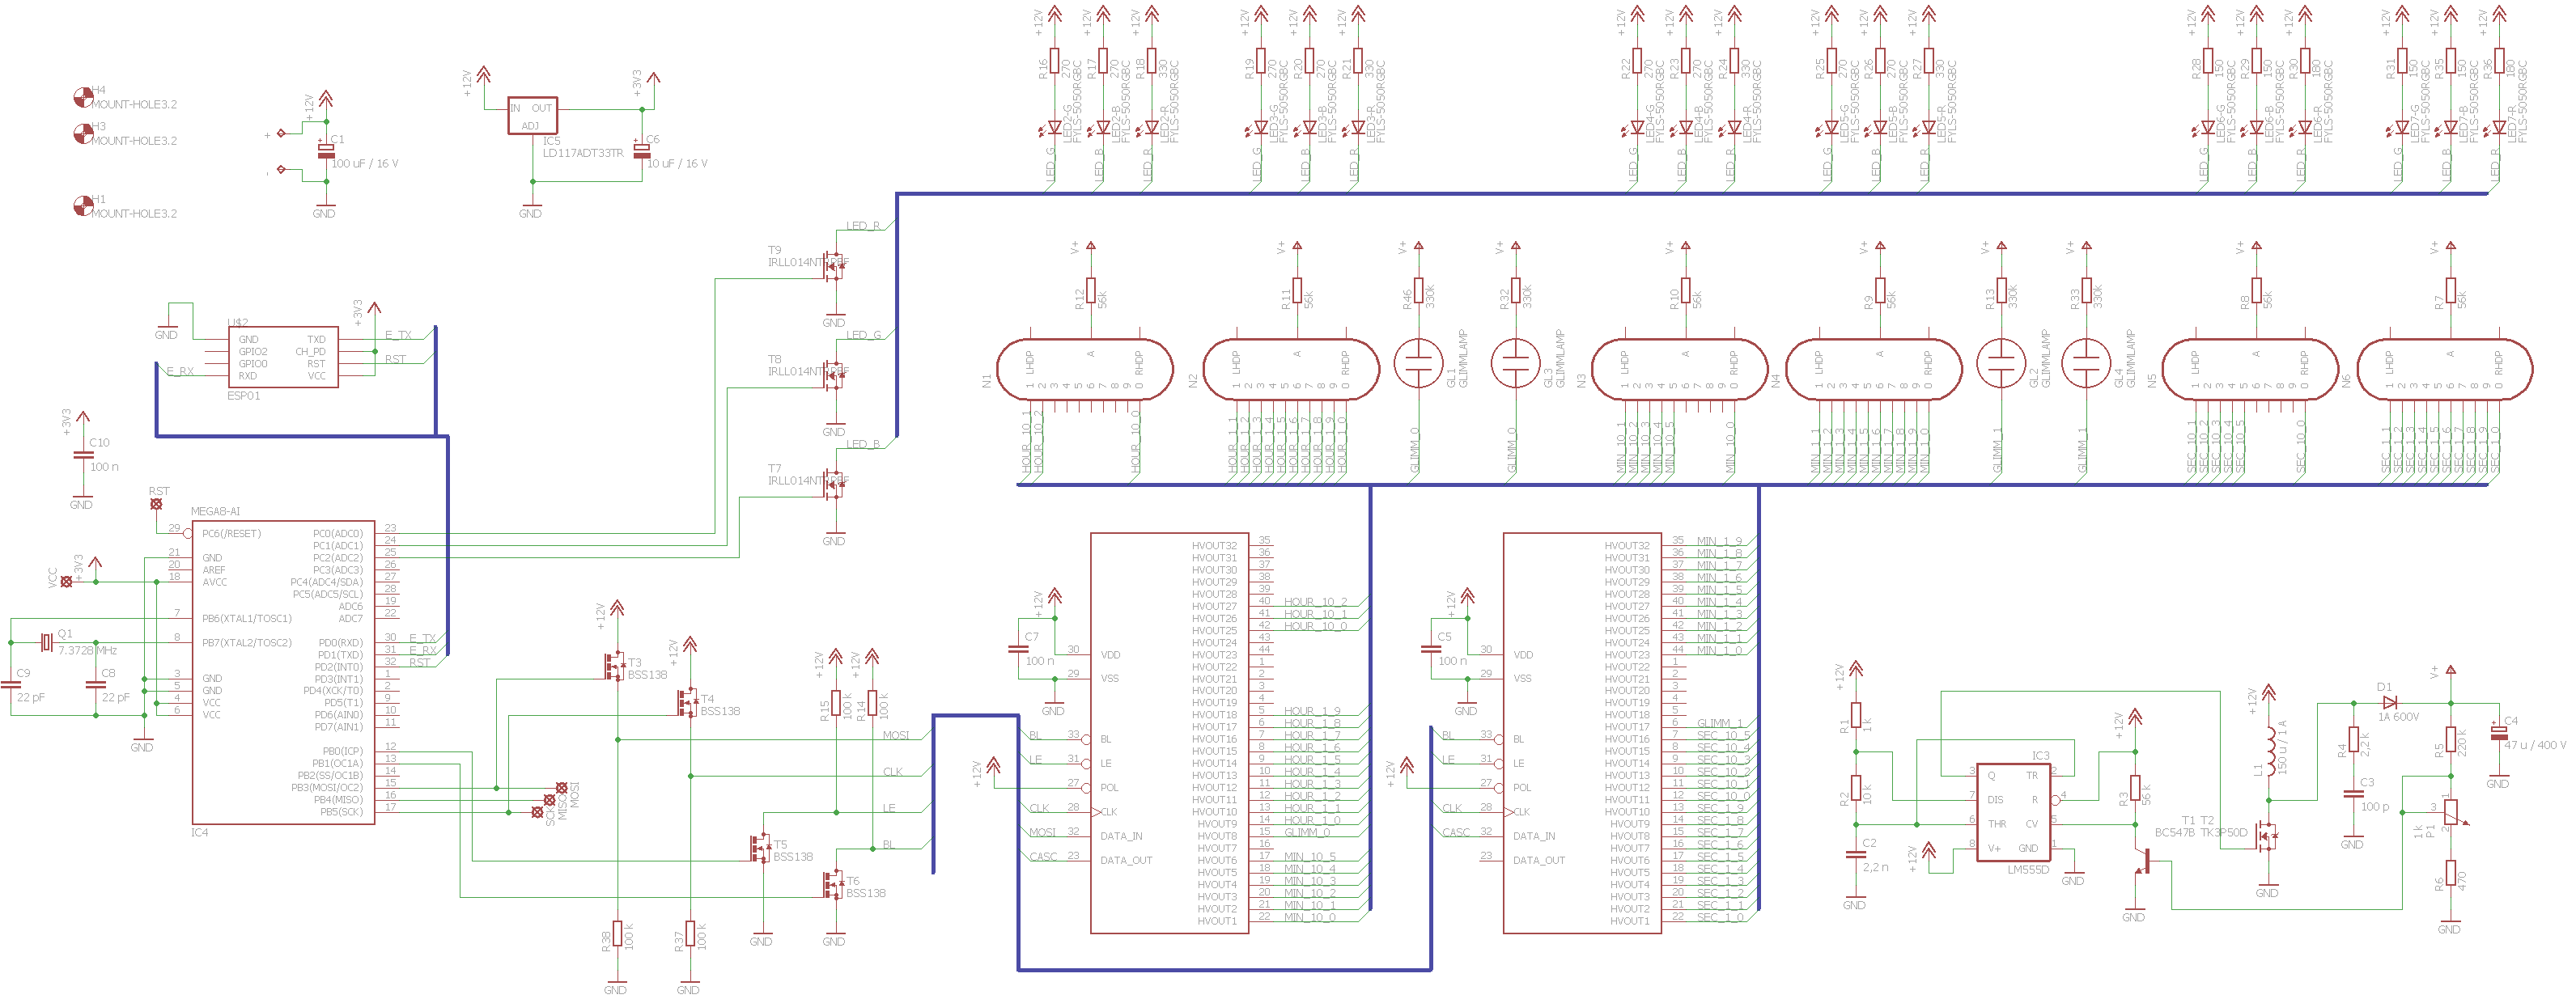 H4
MOUNT-HOLE3.2
H3
MOUNT-HOLE3.2
H1
MOUNT-HOLE3.2
+
-
+12V
C1
100 uF / 16 V
GND
+12V
IN OUT
ADJ
IC5
LD117ADT33TR
+3V3
C6
10 uF / 16 V
GND
+12V +12V +12V
R16 270 R17 270 R18 330
LED2-G FYLS-5050RGBC LED2-B FYLS-5050RGBC LED2-R FYLS-5050RGBC
LED_G LED_B LED_R
+12V +12V +12V
R19 270 R20 270 R21 330
LED3-G FYLS-5050RGBC LED3-B FYLS-5050RGBC LED3-R FYLS-5050RGBC
LED_G LED_B LED_R
+12V +12V +12V
R22 270 R23 270 R24 330
LED4-G FYLS-5050RGBC LED4-B FYLS-5050RGBC LED4-R FYLS-5050RGBC
LED_G LED_B LED_R
+12V +12V +12V
R25 270 R26 270 R27 330
LED5-G FYLS-5050RGBC LED5-B FYLS-5050RGBC LED5-R FYLS-5050RGBC
LED_G LED_B LED_R
+12V +12V +12V
R28 150 R29 150 R30 180
LED6-G FYLS-5050RGBC LED6-B FYLS-5050RGBC LED6-R FYLS-5050RGBC
LED_G LED_B LED_R
+12V +12V +12V
R31 150 R35 150 R36 180
LED7-G FYLS-5050RGBC LED7-B FYLS-5050RGBC LED7-R FYLS-5050RGBC
LED_G LED_B LED_R
T9
LED_R
GND
T8
LED_G
GND
T7
LED_B
GND
GND
+3V3
GND TXD E_TX
GPIO2 CH_PD
GPIO0 RST RST
E_RX RXD VCC
ESP01
+3V3
C10
100 n
GND
V+ R12 56k
N1 LHDP A RHDP
1 2 3 4 5 6 7 8 9 0
HOUR_10_1 HOUR_10_2 HOUR_10_0
V+ R11 56k
N2 LHDP A RHDP
1 2 3 4 5 6 7 8 9 0
HOUR_1_1 HOUR_1_2 HOUR_1_3 HOUR_1_4 HOUR_1_5 HOUR_1_6 HOUR_1_7 HOUR_1_8 HOUR_1_9 HOUR_1_0
V+ R46 330k
GL1 GLIMMLAMP
GLIMM_0
V+ R32 330k
GL3 GLIMMLAMP
GLIMM_0
V+ R10 56k
N3 LHDP A RHDP
1 2 3 4 5 6 7 8 9 0
MIN_10_1 MIN_10_2 MIN_10_3 MIN_10_4 MIN_10_5 MIN_10_0
V+ R9 56k
N4 LHDP A RHDP
1 2 3 4 5 6 7 8 9 0
MIN_1_1 MIN_1_2 MIN_1_3 MIN_1_4 MIN_1_5 MIN_1_6 MIN_1_7 MIN_1_8 MIN_1_9 MIN_1_0
V+ R13 330k
GL2 GLIMMLAMP
GLIMM_1
V+ R33 330k
GL4 GLIMMLAMP
GLIMM_1
V+ R8 56k
N5 LHDP A RHDP
1 2 3 4 5 6 7 8 9 0
SEC_10_1 SEC_10_2 SEC_10_3 SEC_10_4 SEC_10_5 SEC_10_0
V+ R7 56k
N6 LHDP A RHDP
1 2 3 4 5 6 7 8 9 0
SEC_1_1 SEC_1_2 SEC_1_3 SEC_1_4 SEC_1_5 SEC_1_6 SEC_1_7 SEC_1_8 SEC_1_9 SEC_1_0
RST
MEGA8-AI
29 PC6(/RESET) PC0(ADC0) 23
PC1(ADC1) 24
21 GND PC2(ADC2) 25
20 AREF PC3(ADC3) 26
VCC +3V3 18 AVCC PC4(ADC4/SDA) 27
PC5(ADC5/SCL) 28
ADC6 19
7 PB6(XTAL1/TOSC1) ADC7 22
8 PB7(XTAL2/TOSC2) PD0(RXD) 30 E_TX
PD1(TXD) 31 E_RX
PD2(INT0) 32 RST
3 GND PD3(INT1) 1
5 GND PD4(XCK/T0) 2
4 VCC PD5(T1) 9
6 VCC PD6(AIN0) 10
PD7(AIN1) 11
PB0(ICP) 12
PB1(OC1A) 13
PB2(SS/OC1B) 14
PB3(MOSI/OC2) 15
PB4(MISO) 16
PB5(SCK) 17
IC4
Q1
7.3728 MHz
C9
22 pF
C8
22 pF
GND
MOSI
MISO
SCK
+12V
T3
BSS138
+12V
T4
BSS138
+12V +12V
R15 100 k R14 100 k
MOSI
CLK
LE
T5
BSS138
BL
T6
BSS138
R38 100 k R37 100 k
GND GND GND GND
+12V
C7
100 n
GND
30 VDD
29 VSS
BL 33 BL
LE 31 LE
+12V 27 POL
CLK 28 CLK
MOSI 32 DATA_IN
CASC 23 DATA_OUT
HVOUT32 35
HVOUT31 36
HVOUT30 37
HVOUT29 38
HVOUT28 39
HVOUT27 40 HOUR_10_2
HVOUT26 41 HOUR_10_1
HVOUT25 42 HOUR_10_0
HVOUT24 43
HVOUT23 44
HVOUT22 1
HVOUT21 2
HVOUT20 3
HVOUT19 4
HVOUT18 5 HOUR_1_9
HVOUT17 6 HOUR_1_8
HVOUT16 7 HOUR_1_7
HVOUT15 8 HOUR_1_6
HVOUT14 9 HOUR_1_5
HVOUT13 10 HOUR_1_4
HVOUT12 11 HOUR_1_3
HVOUT11 12 HOUR_1_2
HVOUT10 13 HOUR_1_1
HVOUT9 14 HOUR_1_0
HVOUT8 15 GLIMM_0
HVOUT7 16
HVOUT6 17 MIN_10_5
HVOUT5 18 MIN_10_4
HVOUT4 19 MIN_10_3
HVOUT3 20 MIN_10_2
HVOUT2 21 MIN_10_1
HVOUT1 22 MIN_10_0
+12V
C5
100 n
GND
30 VDD
29 VSS
BL 33 BL
LE 31 LE
+12V 27 POL
CLK 28 CLK
CASC 32 DATA_IN
23 DATA_OUT
HVOUT32 35 MIN_1_9
HVOUT31 36 MIN_1_8
HVOUT30 37 MIN_1_7
HVOUT29 38 MIN_1_6
HVOUT28 39 MIN_1_5
HVOUT27 40 MIN_1_4
HVOUT26 41 MIN_1_3
HVOUT25 42 MIN_1_2
HVOUT24 43 MIN_1_1
HVOUT23 44 MIN_1_0
HVOUT22 1
HVOUT21 2
HVOUT20 3
HVOUT19 4
HVOUT18 5
HVOUT17 6 GLIMM_1
HVOUT16 7 SEC_10_5
HVOUT15 8 SEC_10_4
HVOUT14 9 SEC_10_3
HVOUT13 10 SEC_10_2
HVOUT12 11 SEC_10_1
HVOUT11 12 SEC_10_0
HVOUT10 13 SEC_1_9
HVOUT9 14 SEC_1_8
HVOUT8 15 SEC_1_7
HVOUT7 16 SEC_1_6
HVOUT6 17 SEC_1_5
HVOUT5 18 SEC_1_4
HVOUT4 19 SEC_1_3
HVOUT3 20 SEC_1_2
HVOUT2 21 SEC_1_1
HVOUT1 22 SEC_1_0
+12V
R1 1k
R2 10 k
C2
2,2 n
GND
+12V
IC3
3 Q TR 2
7 DIS R 4
6 THR CV 5
8 V+ GND 1
LM555D
GND
+12V
R3 56 k
T1 T2
BC547B TK3P50D
GND
+12V
L1 150 u / 1 A
GND
D1
1A 600V
R4 2,2 k
C3
100 p
GND
V+
R5 220 k
P1 1 k
1
3
2
R6 470
GND
C4
47 u / 400 V
GND